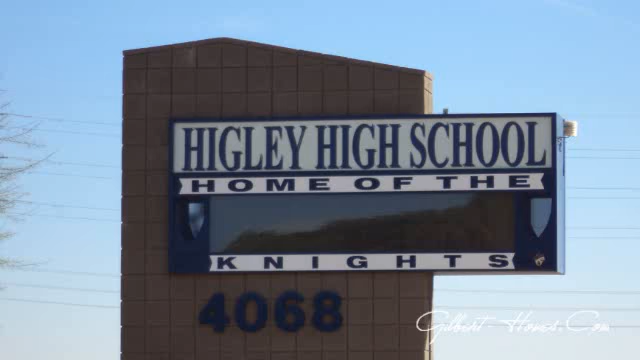 HIGLEY HIGH SCHOOL
HOME OF THE
KNIGHTS
4068
Gilbert-Homes.Com